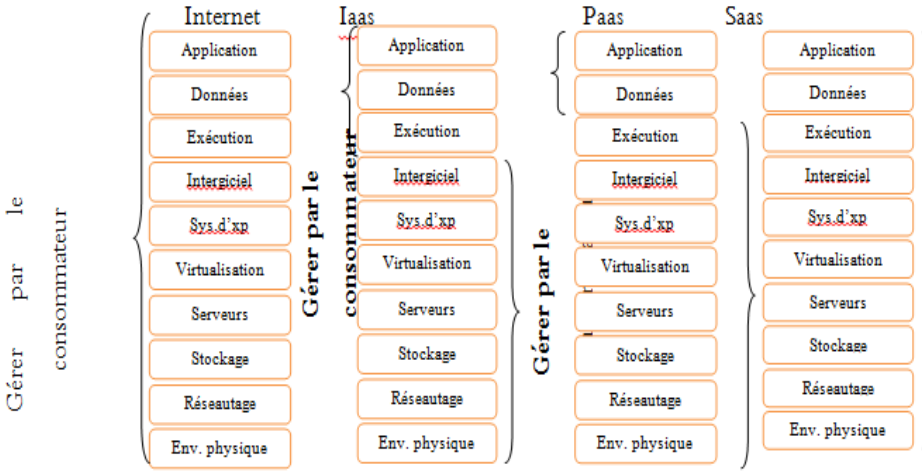 Internet
Iaas
Paas
Saas
Gérer par le
consommateur
Application
Données
Exécution
Intergiciel
Sys.d’xp
Virtualisation
Serveurs
Stockage
Réseautage
Env. physique
Gérer par le
consommateur
Application
Données
Exécution
Intergiciel
Sys.d’xp
Virtualisation
Serveurs
Stockage
Réseautage
Env. physique
Gérer par le
Application
Données
Exécution
Intergiciel
Sys.d’xp
Virtualisation
Serveurs
Stockage
Réseautage
Env. physique
Application
Données
Exécution
Intergiciel
Sys.d’xp
Virtualisation
Serveurs
Stockage
Réseautage
Env. physique